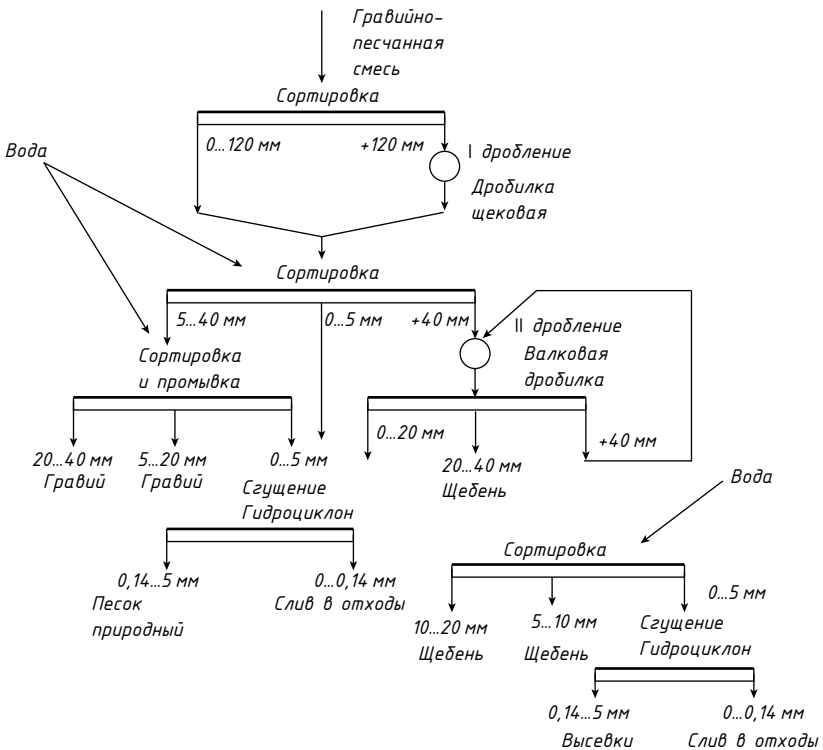 Гравийно-
песчанная
смесь
Сортировка
0...120 мм
+120 мм
I дробление
Вода
Дробилка
щековая
Сортировка
5...40 мм
0...5 мм
+40 мм
II дробление
Валковая
дробилка
Сортировка
и промывка
0...20 мм
+40 мм
20...40 мм
Гравий
5...20 мм
Гравий
0...5 мм
20...40 мм
Щебень
Сгущение
Гидроциклон
Вода
0,14...5 мм
Песок
природный
0...0,14 мм
Слив в отходы
Сортировка
0...5 мм
10...20 мм
Щебень
5...10 мм
Щебень
Сгущение
Гидроциклон
0,14...5 мм
Высевки
0...0,14 мм
Слив в отходы